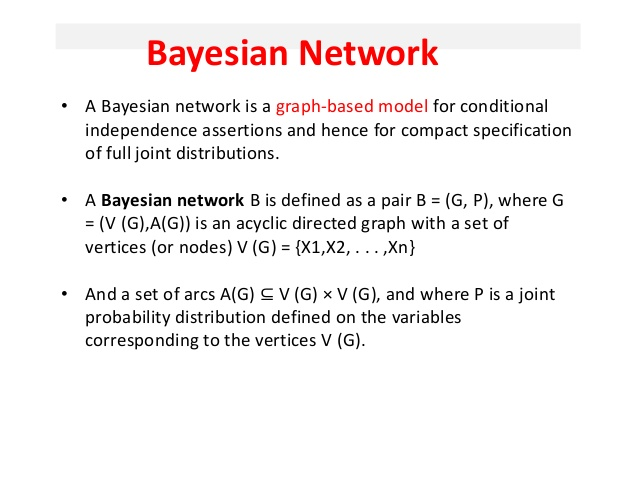 Bayesian Network
• A Bayesian network is a graph-based model for conditional
independence assertions and hence for compact specification
of full joint distributions.
• A Bayesian network B is defined as a pair B = (G, P), where G
= (V (G),A(G)) is an acyclic directed graph with a set of
vertices (or nodes) V (G) = {X1,X2, . . . ,Xn}
• And a set of arcs A(G) ⊆ V (G) × V (G), and where P is a joint
probability distribution defined on the variables
corresponding to the vertices V (G).